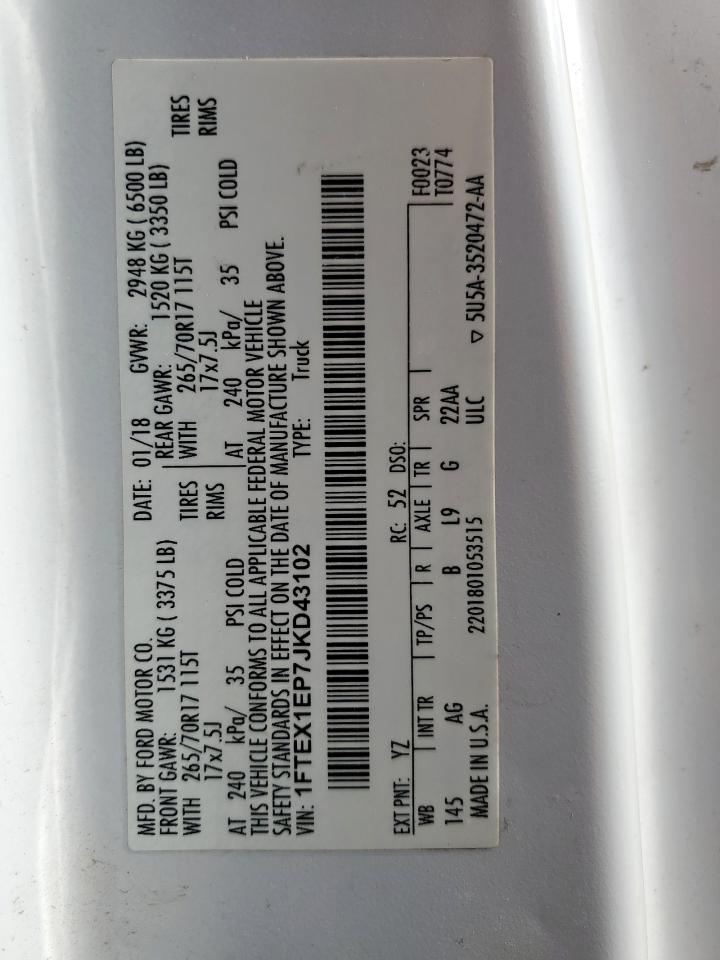 MFD. BY FORD MOTOR CO. DATE: 01/18 GVWR: 2948 KG ( 6500 LB)
FRONT GAWR: 1531 KG ( 3375 LB) REAR GAWR: 1520 KG ( 3350 LB)
WITH 265/70R17 115T TIRES WITH 265/70R17 115T TIRES
17x7.5J RIMS 17x7.5J RIMS
AT 240 kPa/ 35 PSI COLD AT 240 kPa/ 35 PSI COLD
THIS VEHICLE CONFORMS TO ALL APPLICABLE FEDERAL MOTOR VEHICLE
SAFETY STANDARDS IN EFFECT ON THE DATE OF MANUFACTURE SHOWN ABOVE.
VIN: 1FTEX1EP7JKD43102 TYPE: Truck
EXT PNT: YZ RC: 52 DSO: F0023
WB INT TR TP/PS R AXLE TR SPR T0774
145 AG B L9 G 22AA
MADE IN U.S.A. 2201801053515 ULC ▽ 5U5A-3520472-AA